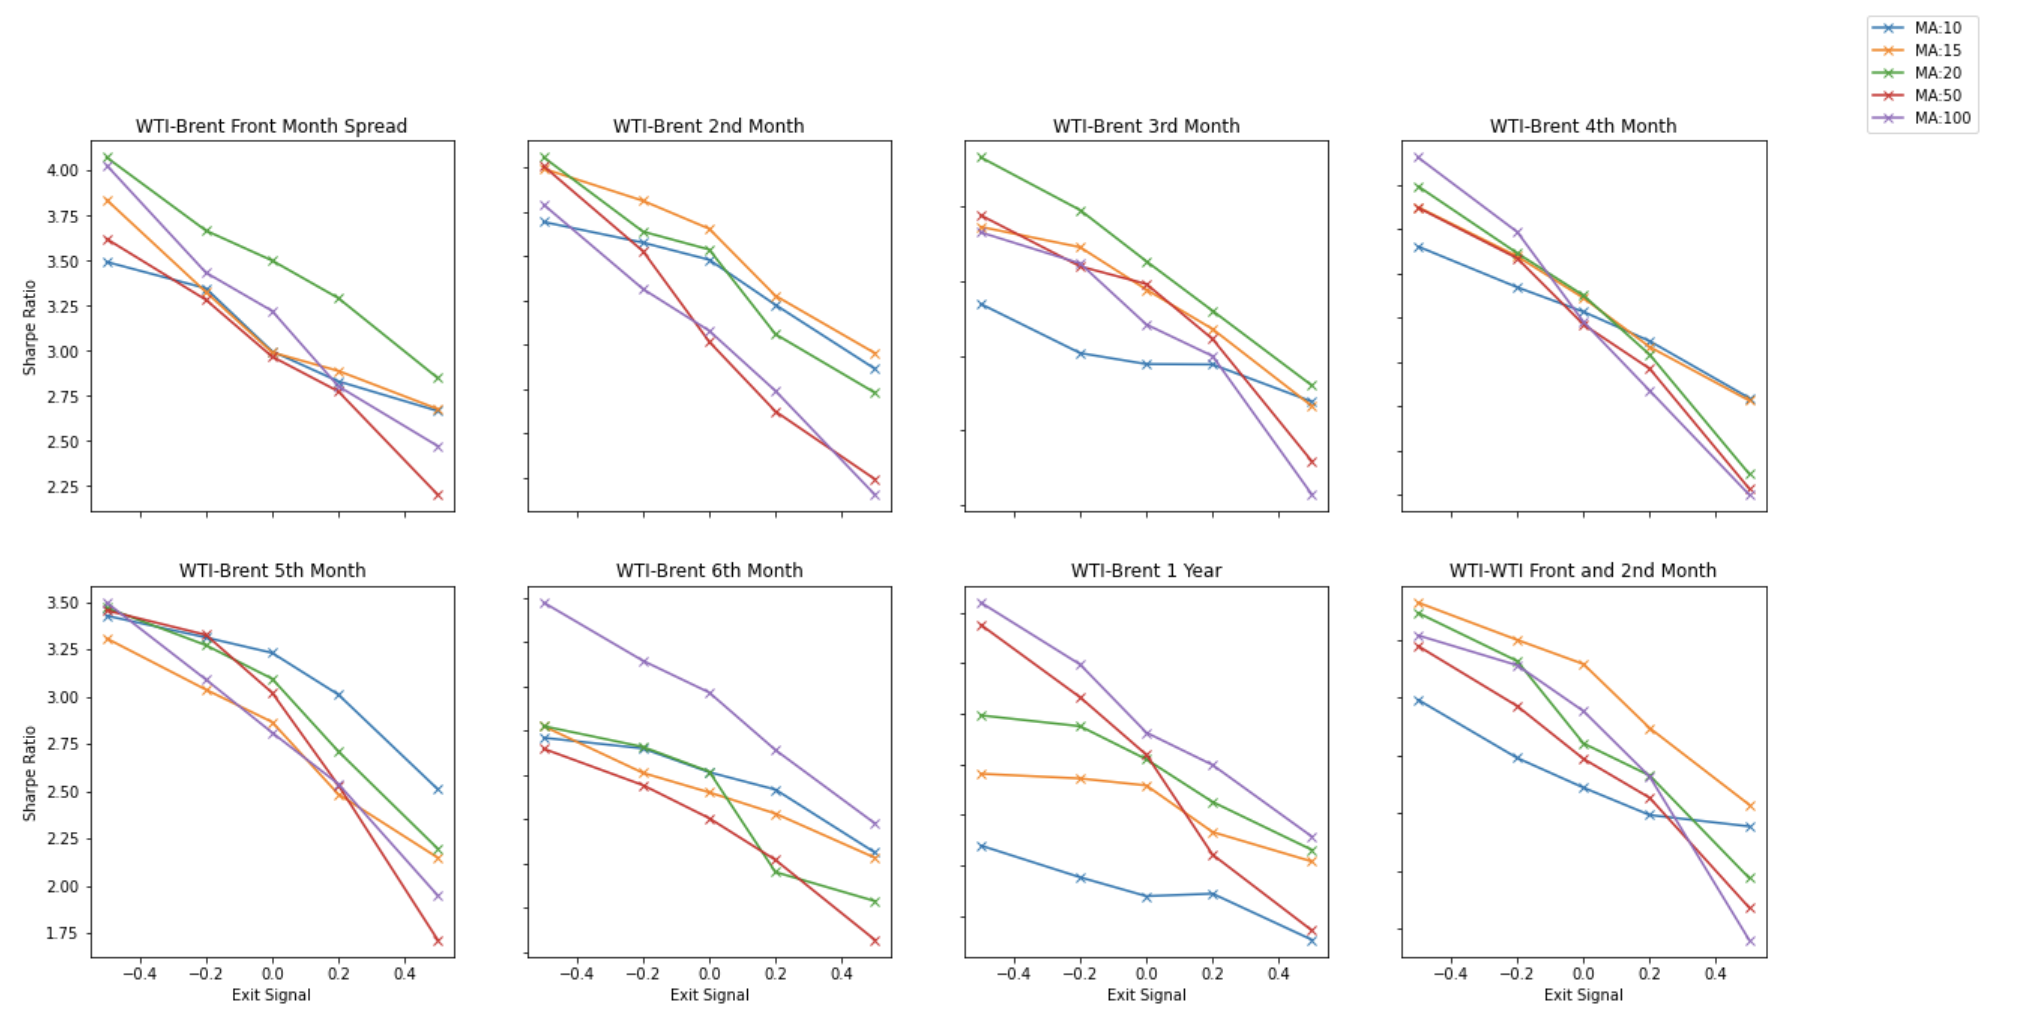 MA:10
MA:15
MA:20
MA:50
MA:100
WTI-Brent Front Month Spread
WTI-Brent 2nd Month
WTI-Brent 3rd Month
WTI-Brent 4th Month
4.00
3.75
3.50
3.25
3.00
2.75
2.50
2.25
Sharpe Ratio
WTI-Brent 5th Month
WTI-Brent 6th Month
WTI-Brent 1 Year
WTI-WTI Front and 2nd Month
3.50
3.25
3.00
2.75
2.50
2.25
2.00
1.75
Sharpe Ratio
−0.4 −0.2 0.0 0.2 0.4
−0.4 −0.2 0.0 0.2 0.4
−0.4 −0.2 0.0 0.2 0.4
−0.4 −0.2 0.0 0.2 0.4
Exit Signal
Exit Signal
Exit Signal
Exit Signal